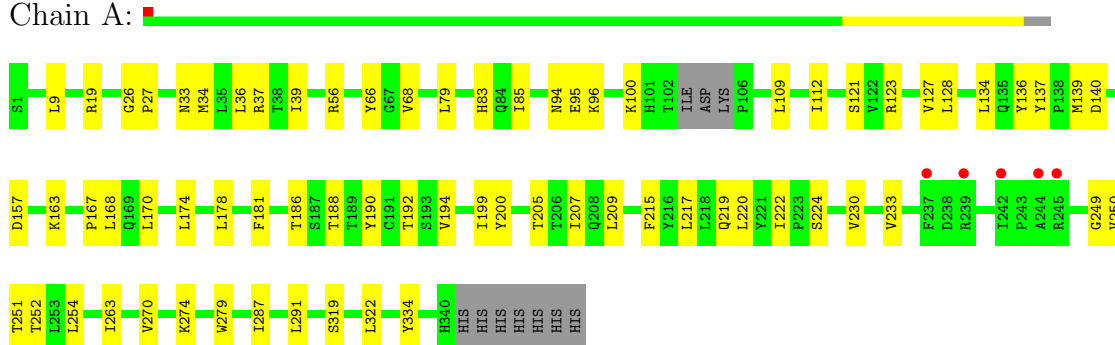 Chain A:
S1 L9 R19 G26 P27 N33 M34 L35 L36 R37 T38 I39 R56 Y66 G67 V68 L79 H83 Q84 I85 N94 E95 K96 K100 H101 T102 ILE ASP LYS P106 L109 I112 S121 V122 R123 V127 L128 L134 Q135 Y136 Y137 P138 M139 D140
D157 K163 P167 L168 Q169 L170 L174 L178 F181 T186 S187 T188 T189 Y190 C191 T192 S193 V194 I199 Y200 T205 T206 I207 Q208 L209 F215 Y216 L217 L218 Q219 L220 Y221 I222 P223 S224 V230 V233 F237 D238 R239 I242 P243 A244 R245 G249 V250
T251 T252 L253 L254 I263 V270 K274 W279 I287 L291 S319 L322 Y334 H340 HIS HIS HIS HIS HIS HIS HIS